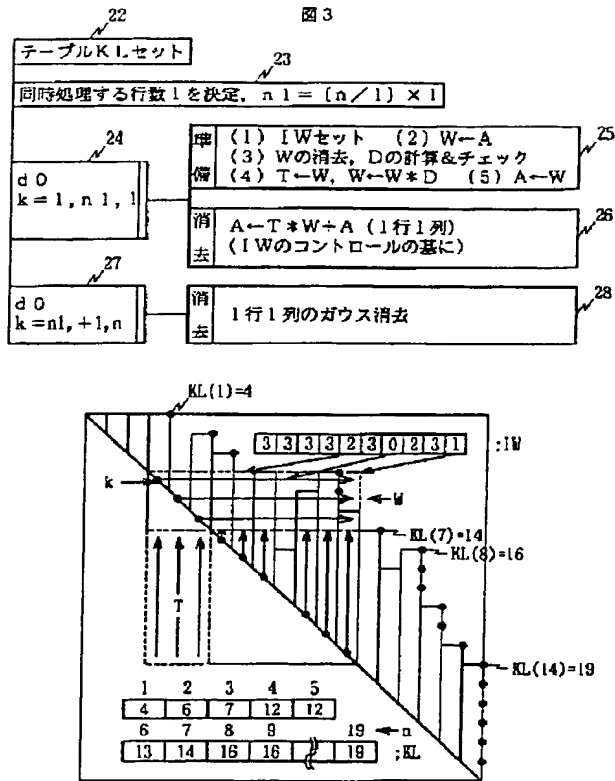 図3
22
テーブルKLセット
23
同時処理する行数lを決定, nl=[n/l]×l
24
do
k=1,nl,l
準備
(1) IWセット (2) W←A
(3) Wの消去, Dの計算&チェック
(4) T←W, W←W*D (5) A←W
25
消去
A←T*W+A (l行l列)
(IWのコントロールの基に)
26
27
do
k=nl,+1,n
消去
1行1列のガウス消去
28
KL(1)=4
3 3 3 3 2 3 0 2 3 1 ;IW
k
W
KL(7)=14
KL(8)=16
T
KL(14)=19
1 2 3 4 5
4 6 7 12 12
6 7 8 9 19 ←n
13 14 16 16 19 ;KL